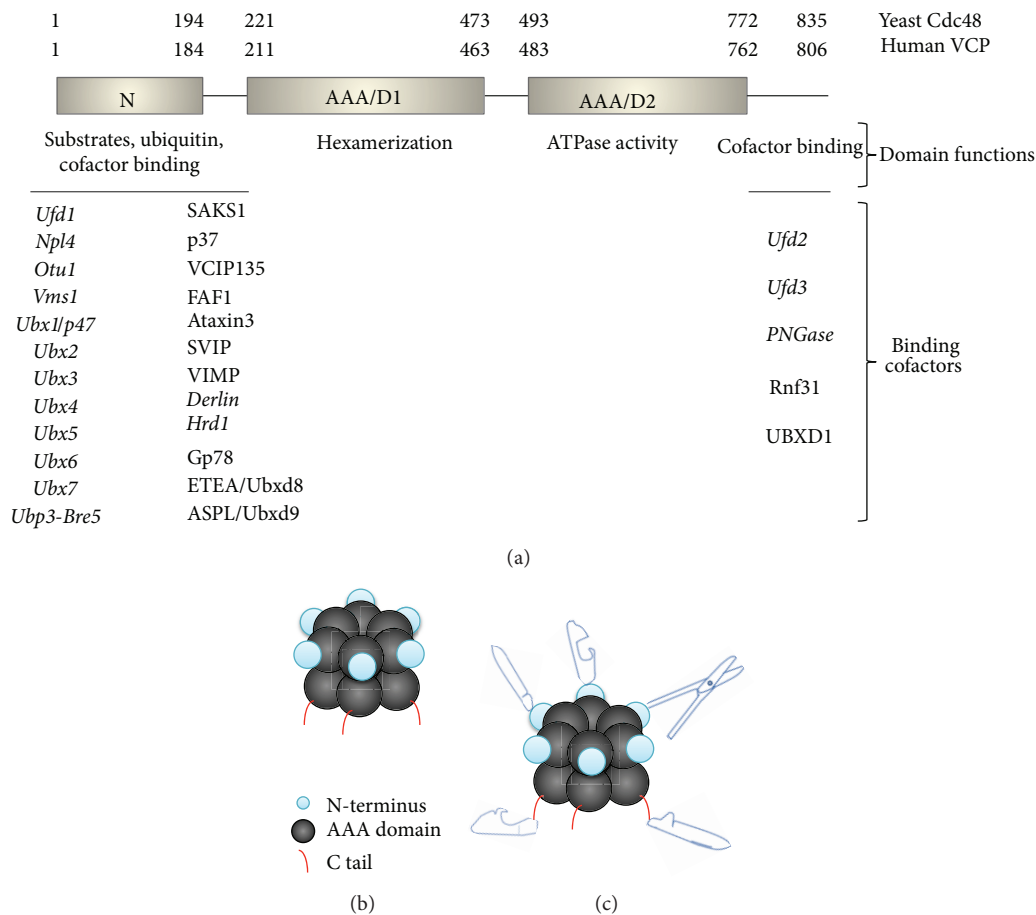 1 194 221 473 493 772 835 Yeast Cdc48
1 184 211 463 483 762 806 Human VCP
N AAA/D1 AAA/D2
Substrates, ubiquitin,
cofactor binding
Hexamerization
ATPase activity
Cofactor binding
Domain functions
Ufd1 SAKS1
Npl4 p37
Otu1 VCIP135
Vms1 FAF1
Ubx1/p47 Ataxin3
Ubx2 SVIP
Ubx3 VIMP
Ubx4 Derlin
Ubx5 Hrd1
Ubx6 Gp78
Ubx7 ETEA/Ubxd8
Ubp3-Bre5 ASPL/Ubxd9
Ufd2
Ufd3
PNGase
Rnf31
UBXD1
Binding
cofactors
(a)
N-terminus
AAA domain
C tail
(b) (c)